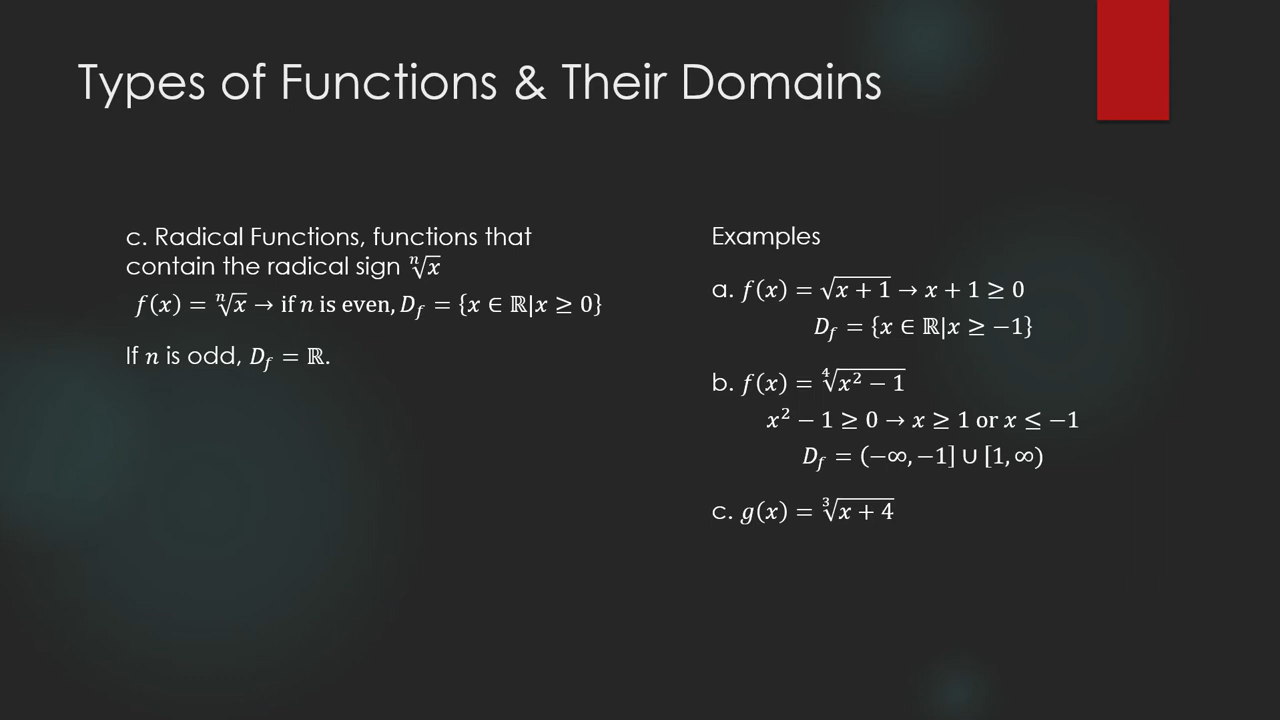 Types of Functions & Their Domains
c. Radical Functions, functions that
contain the radical sign ⁿ√x
f(x) = ⁿ√x → if n is even, D_f = {x ∈ ℝ|x ≥ 0}
If n is odd, D_f = ℝ.
Examples
a. f(x) = √(x + 1) → x + 1 ≥ 0
D_f = {x ∈ ℝ|x ≥ −1}
b. f(x) = ⁴√(x² − 1)
x² − 1 ≥ 0 → x ≥ 1 or x ≤ −1
D_f = (−∞, −1] ∪ [1, ∞)
c. g(x) = ³√(x + 4)